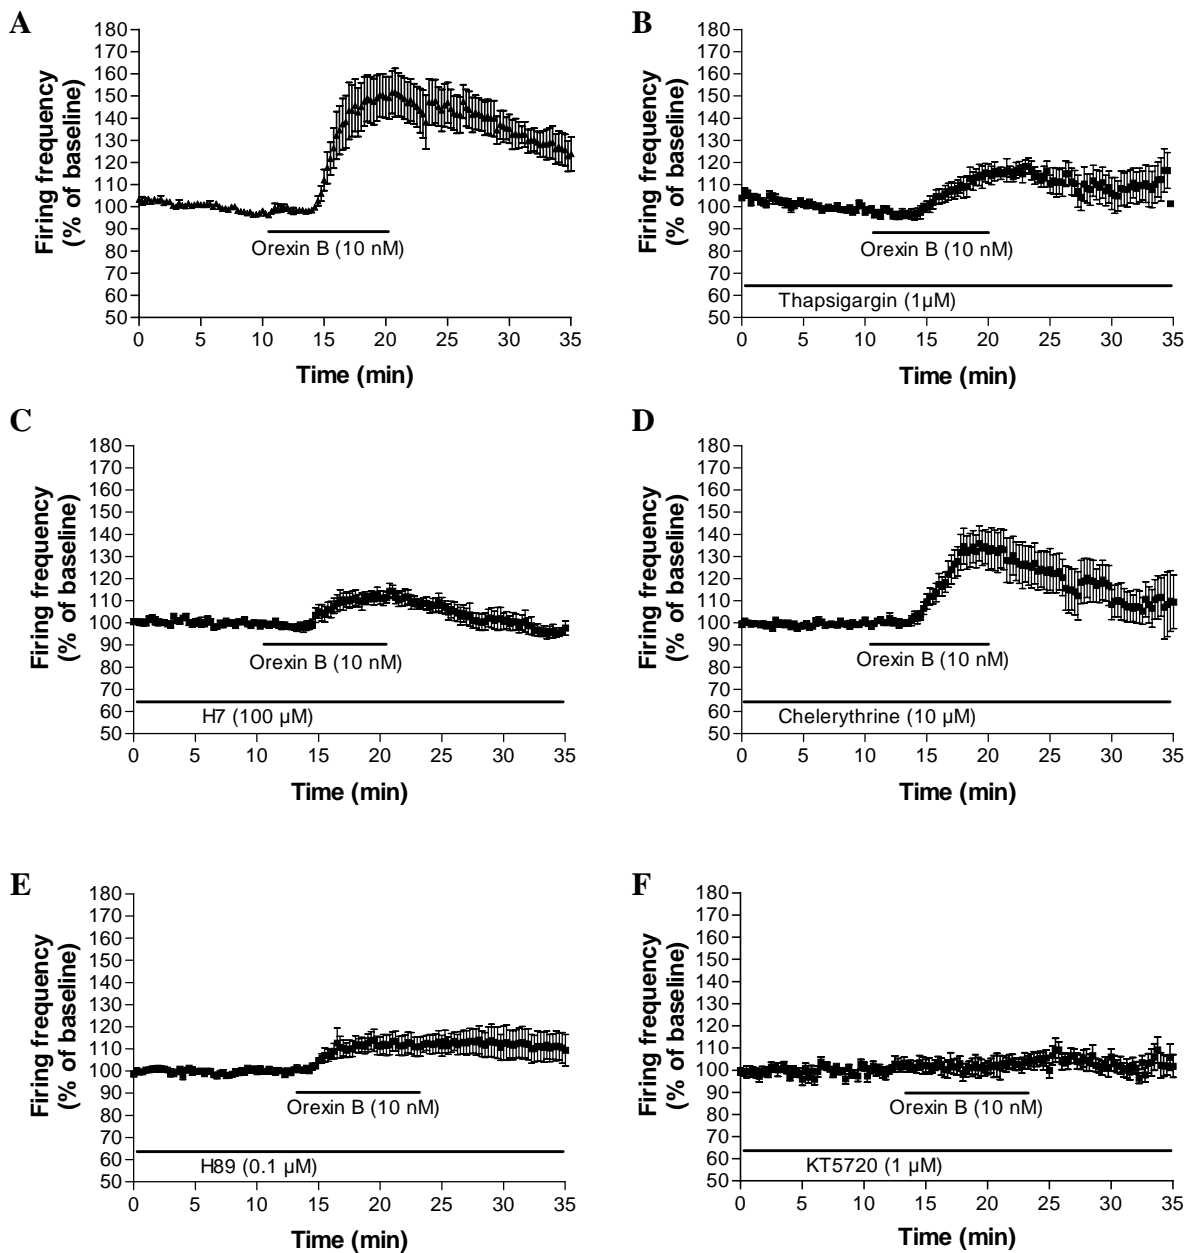 A
Firing frequency
(% of baseline)
180
170
160
150
140
130
120
110
100
90
80
70
60
50
Orexin B (10 nM)
0 5 10 15 20 25 30 35
Time (min)
B
Firing frequency
(% of baseline)
180
170
160
150
140
130
120
110
100
90
80
70
60
50
Orexin B (10 nM)
Thapsigargin (1µM)
0 5 10 15 20 25 30 35
Time (min)
C
Firing frequency
(% of baseline)
180
170
160
150
140
130
120
110
100
90
80
70
60
50
Orexin B (10 nM)
H7 (100 µM)
0 5 10 15 20 25 30 35
Time (min)
D
Firing frequency
(% of baseline)
180
170
160
150
140
130
120
110
100
90
80
70
60
50
Orexin B (10 nM)
Chelerythrine (10 µM)
0 5 10 15 20 25 30 35
Time (min)
E
Firing frequency
(% of baseline)
180
170
160
150
140
130
120
110
100
90
80
70
60
50
Orexin B (10 nM)
H89 (0.1 µM)
0 5 10 15 20 25 30 35
Time (min)
F
Firing frequency
(% of baseline)
180
170
160
150
140
130
120
110
100
90
80
70
60
50
Orexin B (10 nM)
KT5720 (1 µM)
0 5 10 15 20 25 30 35
Time (min)